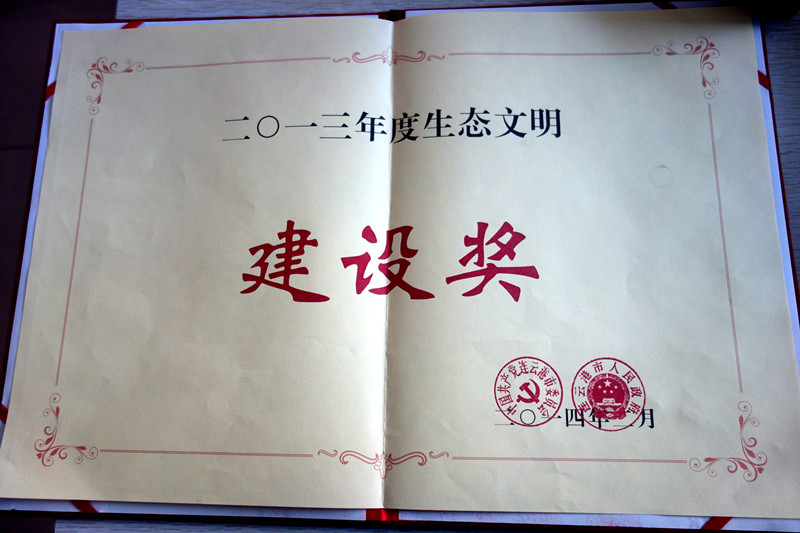 二〇一三年度生态文明
建设奖
中国共产党连云港市委员会
连云港市人民政府
二〇一四年二月